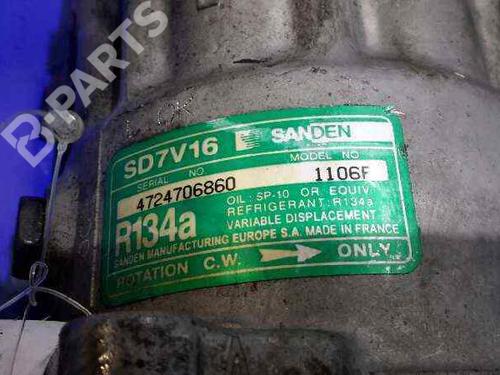 B-PARTS
SD7V16 SANDEN
SERIAL NO MODEL NO
4724706860 1106F
OIL: SP-10 OR EQUIV.
REFRIGERANT: R134a
R134a VARIABLE DISPLACEMENT
SANDEN MANUFACTURING EUROPE S.A. MADE IN FRANCE
ROTATION C.W. ONLY